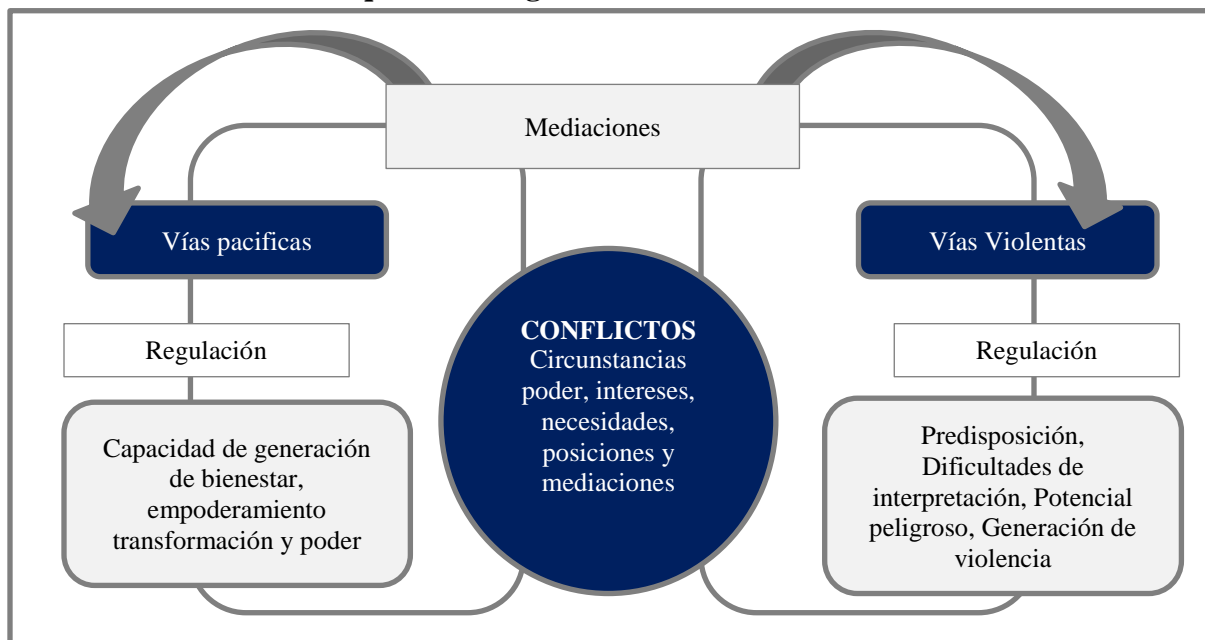 Mediaciones
Vías pacificas
Vías Violentas
CONFLICTOS
Circunstancias
poder, intereses,
necesidades,
posiciones y
mediaciones
Regulación
Regulación
Capacidad de generación
de bienestar,
empoderamiento
transformación y poder
Predisposición,
Dificultades de
interpretación, Potencial
peligroso, Generación de
violencia